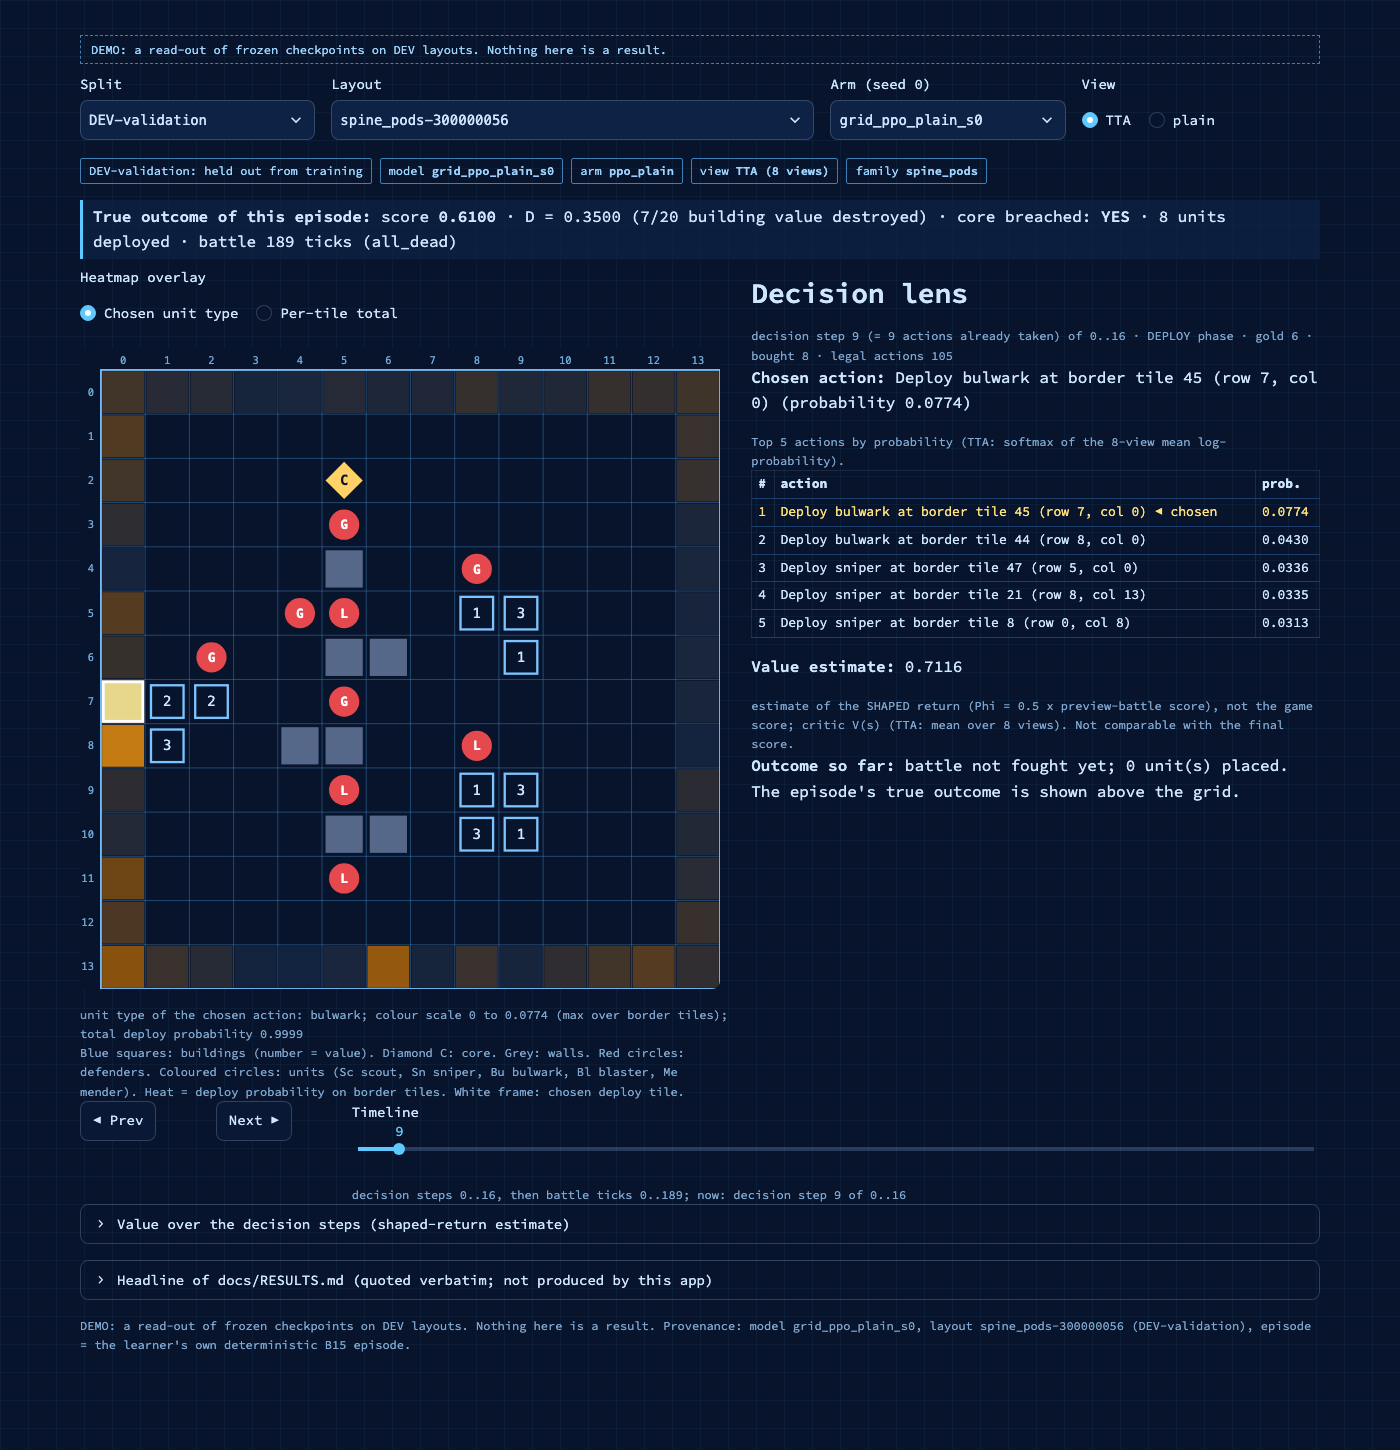 DEMO: a read-out of frozen checkpoints on DEV layouts. Nothing here is a result.
Split
Layout
Arm (seed 0)
View
DEV-validation
spine_pods-300000056
grid_ppo_plain_s0
TTA
plain
DEV-validation: held out from training
model grid_ppo_plain_s0
arm ppo_plain
view TTA (8 views)
family spine_pods
True outcome of this episode: score 0.6100 · D = 0.3500 (7/20 building value destroyed) · core breached: YES · 8 units
deployed · battle 189 ticks (all_dead)
Heatmap overlay
Chosen unit type
Per-tile total
0 1 2 3 4 5 6 7 8 9 10 11 12 13
0
1
2 C
3 G
4 G
5 G L 1 3
6 G 1
7 2 2 G
8 3 L
9 L 1 3
10 3 1
11 L
12
13
unit type of the chosen action: bulwark; colour scale 0 to 0.0774 (max over border tiles);
total deploy probability 0.9999
Blue squares: buildings (number = value). Diamond C: core. Grey: walls. Red circles:
defenders. Coloured circles: units (Sc scout, Sn sniper, Bu bulwark, Bl blaster, Me
mender). Heat = deploy probability on border tiles. White frame: chosen deploy tile.
Decision lens
decision step 9 (= 9 actions already taken) of 0..16 · DEPLOY phase · gold 6 ·
bought 8 · legal actions 105
Chosen action: Deploy bulwark at border tile 45 (row 7, col
0) (probability 0.0774)
Top 5 actions by probability (TTA: softmax of the 8-view mean log-
probability).
# action prob.
1 Deploy bulwark at border tile 45 (row 7, col 0) ◄ chosen 0.0774
2 Deploy bulwark at border tile 44 (row 8, col 0) 0.0430
3 Deploy sniper at border tile 47 (row 5, col 0) 0.0336
4 Deploy sniper at border tile 21 (row 8, col 13) 0.0335
5 Deploy sniper at border tile 8 (row 0, col 8) 0.0313
Value estimate: 0.7116
estimate of the SHAPED return (Phi = 0.5 x preview-battle score), not the game
score; critic V(s) (TTA: mean over 8 views). Not comparable with the final
score.
Outcome so far: battle not fought yet; 0 unit(s) placed.
The episode's true outcome is shown above the grid.
◄ Prev
Next ►
Timeline
9
decision steps 0..16, then battle ticks 0..189; now: decision step 9 of 0..16
Value over the decision steps (shaped-return estimate)
Headline of docs/RESULTS.md (quoted verbatim; not produced by this app)
DEMO: a read-out of frozen checkpoints on DEV layouts. Nothing here is a result. Provenance: model grid_ppo_plain_s0, layout spine_pods-300000056 (DEV-validation), episode
= the learner's own deterministic B15 episode.